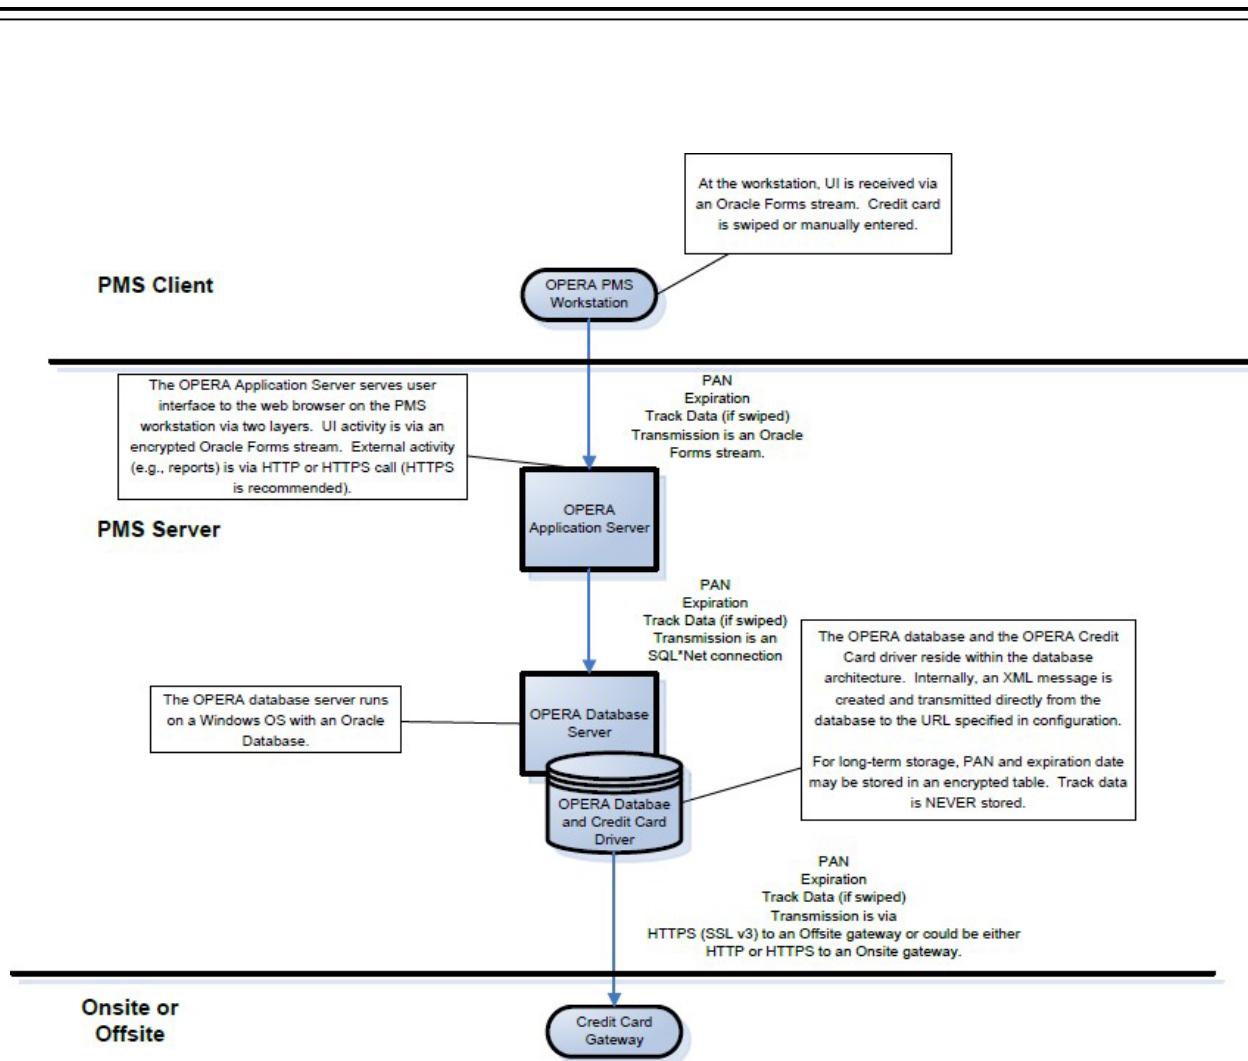 At the workstation, UI is received via
an Oracle Forms stream.  Credit card
is swiped or manually entered.
PMS Client
OPERA PMS
Workstation
The OPERA Application Server serves user
interface to the web browser on the PMS
workstation via two layers.  UI activity is via an
encrypted Oracle Forms stream.  External activity
(e.g., reports) is via HTTP or HTTPS call (HTTPS
is recommended).
PAN
Expiration
Track Data (if swiped)
Transmission is an Oracle
Forms stream.
OPERA
Application Server
PMS Server
PAN
Expiration
Track Data (if swiped)
Transmission is an
SQL*Net connection
The OPERA database and the OPERA Credit
Card driver reside within the database
architecture.  Internally, an XML message is
created and transmitted directly from the
database to the URL specified in configuration.
For long-term storage, PAN and expiration date
may be stored in an encrypted table.  Track data
is NEVER stored.
The OPERA database server runs
on a Windows OS with an Oracle
Database.
OPERA Database
Server
OPERA Databae
and Credit Card
Driver
PAN
Expiration
Track Data (if swiped)
Transmission is via
HTTPS (SSL v3) to an Offsite gateway or could be either
HTTP or HTTPS to an Onsite gateway.
Onsite or
Offsite
Credit Card
Gateway